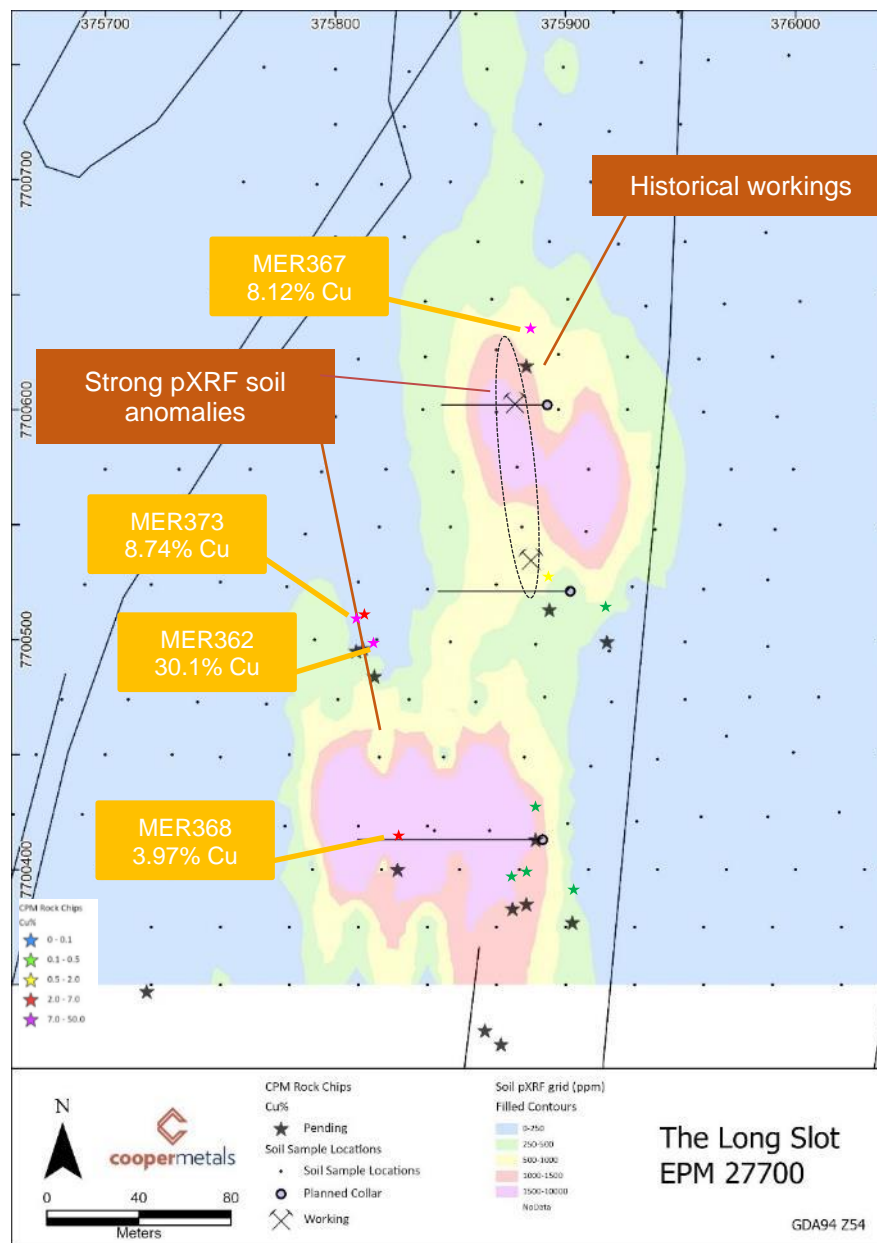 375700
375800
375900
376000
7700700
7700600
7700500
7700400
Historical workings
MER367
8.12% Cu
Strong pXRF soil
anomalies
MER373
8.74% Cu
MER362
30.1% Cu
MER368
3.97% Cu
CPM Rock Chips
Cu%
0 - 0.1
0.1 - 0.5
0.5 - 2.0
2.0 - 7.0
7.0 - 50.0
N
coopermetals
0 40 80
Meters
CPM Rock Chips
Cu%
Pending
Soil Sample Locations
Soil Sample Locations
Planned Collar
Working
Soil pXRF grid (ppm)
Filled Contours
0-250
250-500
500-1000
1000-1500
1500-10000
NoData
The Long Slot
EPM 27700
GDA94 Z54